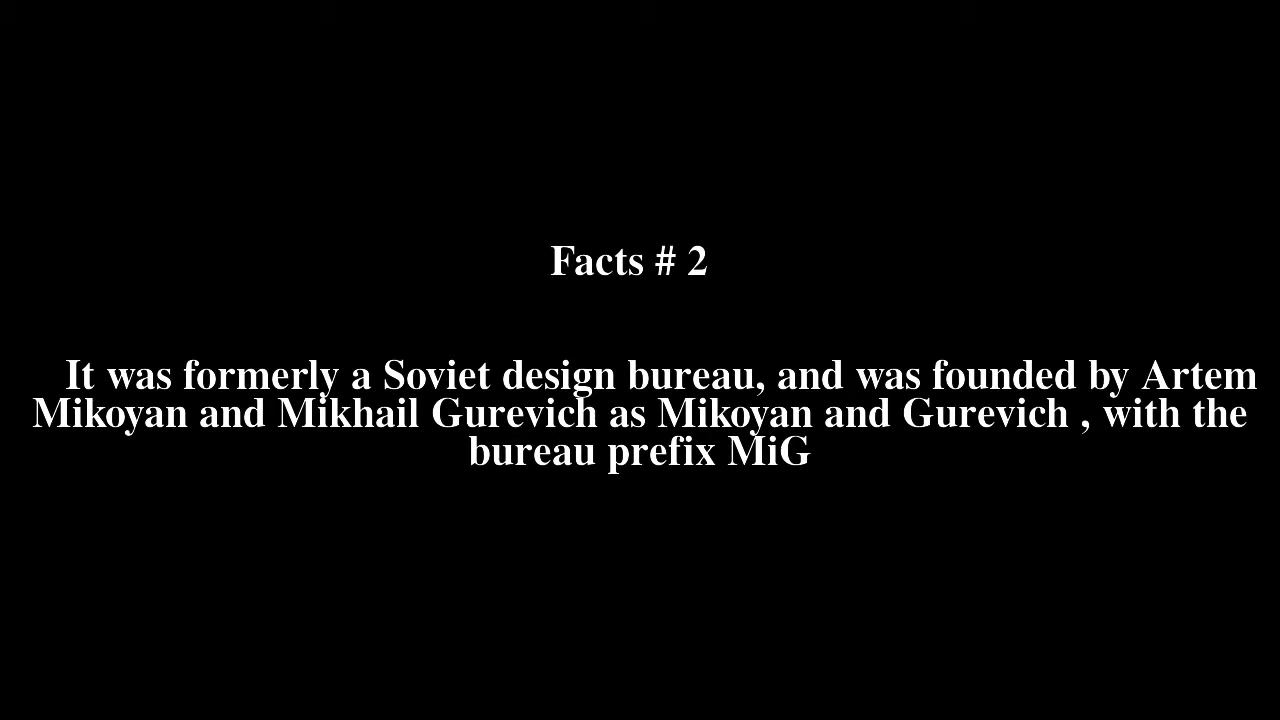 Facts # 2
It was formerly a Soviet design bureau, and was founded by Artem
Mikoyan and Mikhail Gurevich as Mikoyan and Gurevich , with the
bureau prefix MiG